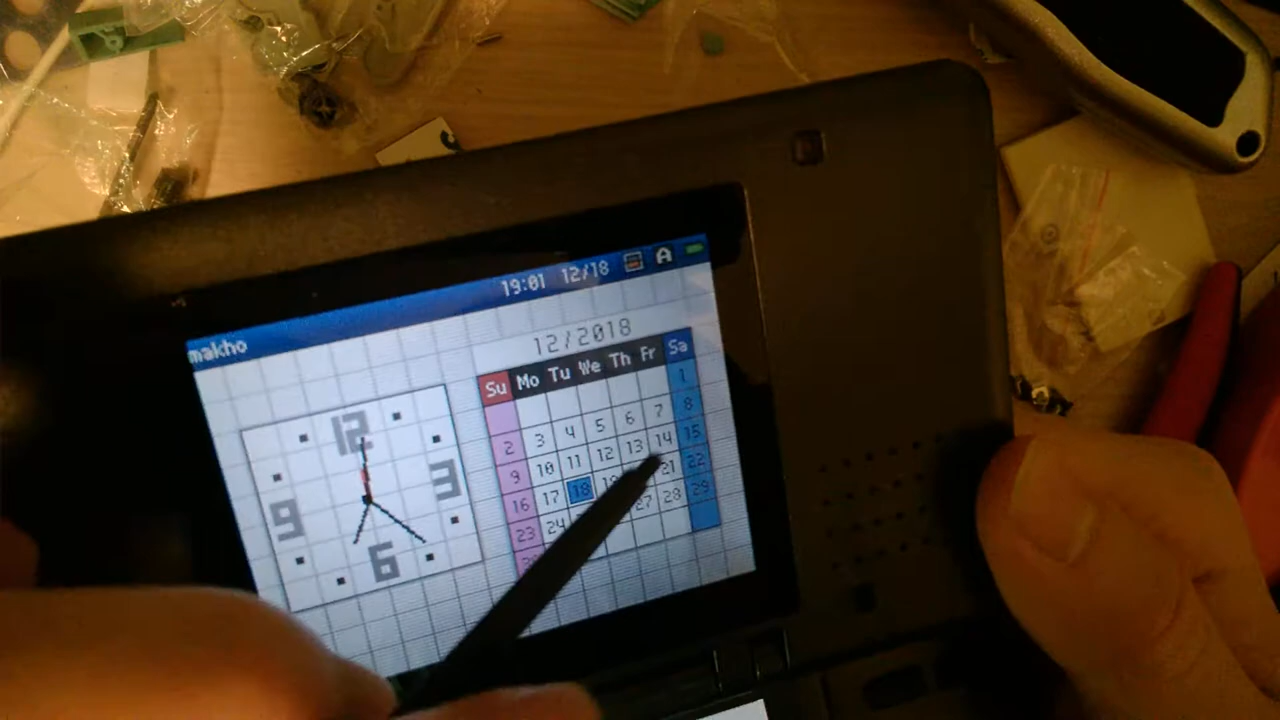 makho 19:01 12/18 A
12
3
6
9
12/2018
Su Mo Tu We Th Fr Sa
1
2 3 4 5 6 7 8
9 10 11 12 13 14 15
16 17 18 21 22
23 24 27 28 29